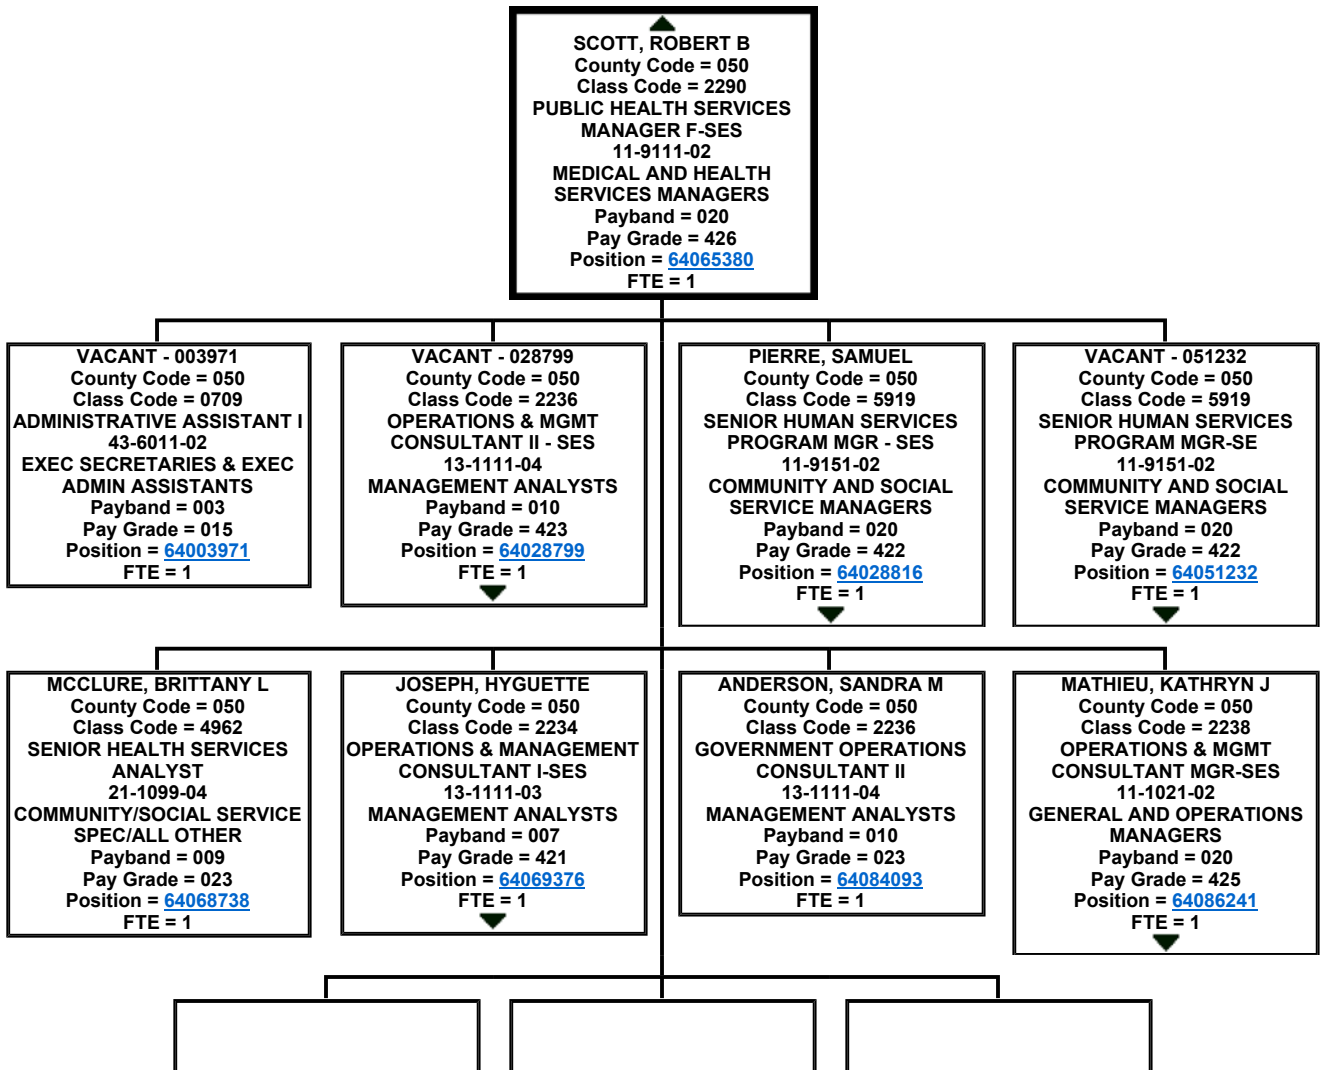 SCOTT, ROBERT B
County Code = 050
Class Code = 2290
PUBLIC HEALTH SERVICES
MANAGER F-SES
11-9111-02
MEDICAL AND HEALTH
SERVICES MANAGERS
Payband = 020
Pay Grade = 426
Position = 64065380
FTE = 1
VACANT - 003971
County Code = 050
Class Code = 0709
ADMINISTRATIVE ASSISTANT I
43-6011-02
EXEC SECRETARIES & EXEC
ADMIN ASSISTANTS
Payband = 003
Pay Grade = 015
Position = 64003971
FTE = 1
VACANT - 028799
County Code = 050
Class Code = 2236
OPERATIONS & MGMT
CONSULTANT II - SES
13-1111-04
MANAGEMENT ANALYSTS
Payband = 010
Pay Grade = 423
Position = 64028799
FTE = 1
PIERRE, SAMUEL
County Code = 050
Class Code = 5919
SENIOR HUMAN SERVICES
PROGRAM MGR - SES
11-9151-02
COMMUNITY AND SOCIAL
SERVICE MANAGERS
Payband = 020
Pay Grade = 422
Position = 64028816
FTE = 1
VACANT - 051232
County Code = 050
Class Code = 5919
SENIOR HUMAN SERVICES
PROGRAM MGR-SE
11-9151-02
COMMUNITY AND SOCIAL
SERVICE MANAGERS
Payband = 020
Pay Grade = 422
Position = 64051232
FTE = 1
MCCLURE, BRITTANY L
County Code = 050
Class Code = 4962
SENIOR HEALTH SERVICES
ANALYST
21-1099-04
COMMUNITY/SOCIAL SERVICE
SPEC/ALL OTHER
Payband = 009
Pay Grade = 023
Position = 64068738
FTE = 1
JOSEPH, HYGUETTE
County Code = 050
Class Code = 2234
OPERATIONS & MANAGEMENT
CONSULTANT I-SES
13-1111-03
MANAGEMENT ANALYSTS
Payband = 007
Pay Grade = 421
Position = 64069376
FTE = 1
ANDERSON, SANDRA M
County Code = 050
Class Code = 2236
GOVERNMENT OPERATIONS
CONSULTANT II
13-1111-04
MANAGEMENT ANALYSTS
Payband = 010
Pay Grade = 023
Position = 64084093
FTE = 1
MATHIEU, KATHRYN J
County Code = 050
Class Code = 2238
OPERATIONS & MGMT
CONSULTANT MGR-SES
11-1021-02
GENERAL AND OPERATIONS
MANAGERS
Payband = 020
Pay Grade = 425
Position = 64086241
FTE = 1